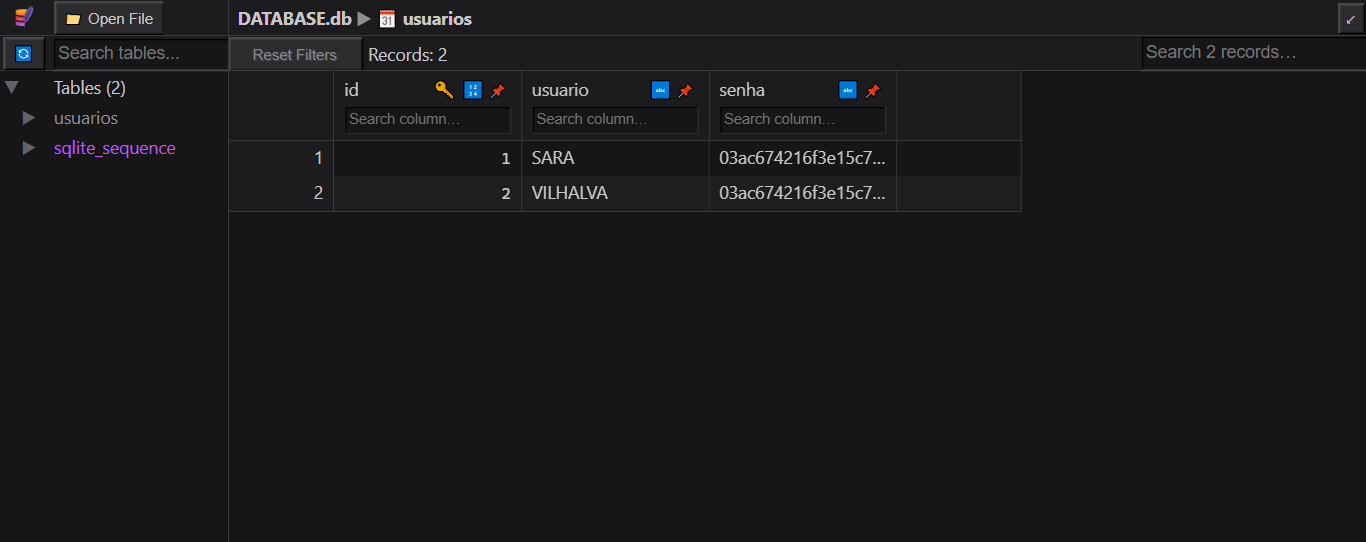 Open File
DATABASE.db ▶ usuarios
Search tables...
Reset Filters
Records: 2
Search 2 records…
Tables (2)
usuarios
sqlite_sequence
id
usuario
senha
Search column...
Search column...
Search column...
1 1 SARA 03ac674216f3e15c7...
2 2 VILHALVA 03ac674216f3e15c7...